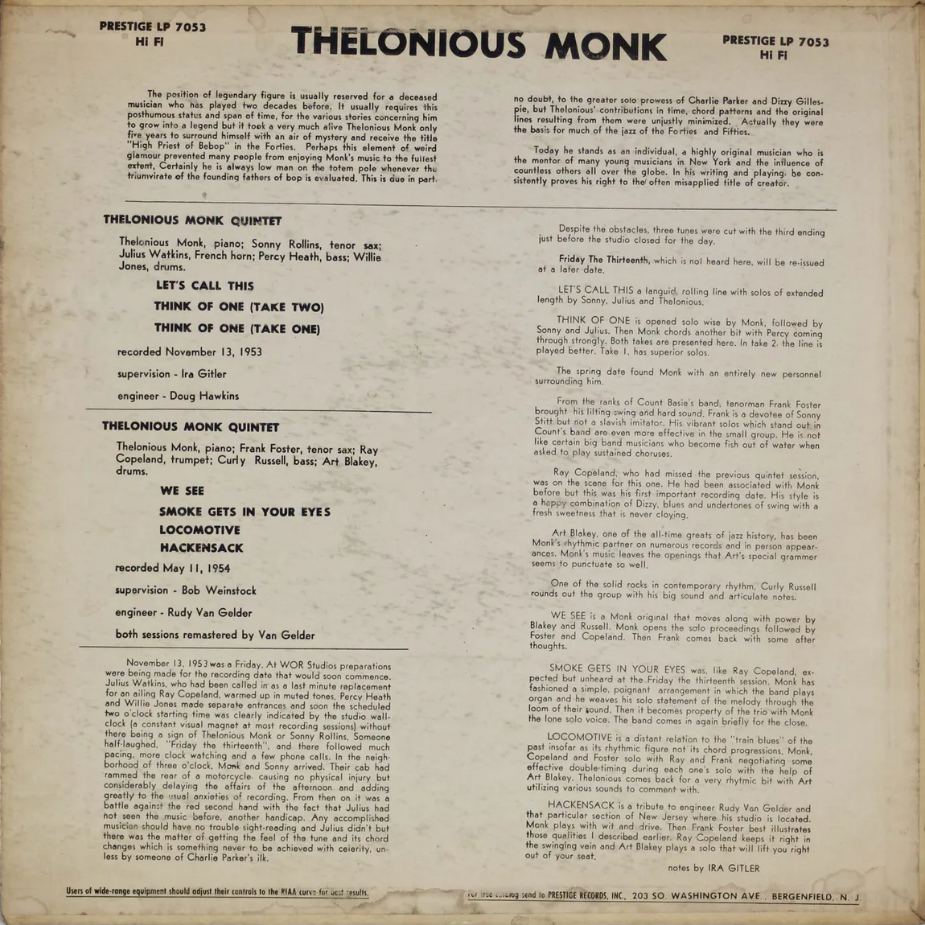 PRESTIGE LP 7053
Hi Fi
THELONIOUS MONK
PRESTIGE LP 7053
Hi Fi
The position of legendary figure is usually reserved for a deceased
musician who has played two decades before. It usually requires this
posthumous status and span of time, for the various stories concerning him
to grow into a legend but it took a very much alive Thelonious Monk only
five years to surround himself with an air of mystery and receive the title
"High Priest of Bebop" in the Forties. Perhaps this element of weird
glamour prevented many people from enjoying Monk's music to the fullest
extent, Certainly he is always low man on the totem pole whenever the
triumvirate of the founding fathers of bop is evaluated. This is due in part,
no doubt, to the greater solo prowess of Charlie Parker and Dizzy Gilles-
pie, but Thelonious' contributions in time, chord patterns and the original
lines resulting from them were unjustly minimized. Actually they were
the basis for much of the jazz of the Forties and Fifties.
Today he stands as an individual, a highly original musician who is
the mentor of many young musicians in New York and the influence of
countless others all over the globe. In his writing and playing, he con-
sistently proves his right to the often misapplied title of creator.
THELONIOUS MONK QUINTET
Thelonious Monk, piano; Sonny Rollins, tenor sax;
Julius Watkins, French horn; Percy Heath, bass; Willie
Jones, drums.
LET'S CALL THIS
THINK OF ONE (TAKE TWO)
THINK OF ONE (TAKE ONE)
recorded November 13, 1953
supervision - Ira Gitler
engineer - Doug Hawkins
THELONIOUS MONK QUINTET
Thelonious Monk, piano; Frank Foster, tenor sax; Ray
Copeland, trumpet; Curly Russell, bass; Art Blakey,
drums.
WE SEE
SMOKE GETS IN YOUR EYES
LOCOMOTIVE
HACKENSACK
recorded May 11, 1954
supervision - Bob Weinstock
engineer - Rudy Van Gelder
both sessions remastered by Van Gelder
November 13, 1953 was a Friday. At WOR Studios preparations
were being made for the recording date that would soon commence.
Julius Watkins, who had been called in as a last minute replacement
for an ailing Ray Copeland, warmed up in muted tones. Percy Heath
and Willie Jones made separate entrances and soon the scheduled
two o'clock starting time was clearly indicated by the studio wall-
clock (a constant visual magnet at most recording sessions) without
there being a sign of Thelonious Monk or Sonny Rollins. Someone
half-laughed, "Friday the thirteenth", and there followed much
pacing, more clock watching and a few phone calls. In the neigh-
borhood of three o'clock, Monk and Sonny arrived. Their cab had
rammed the rear of a motorcycle causing no physical injury but
considerably delaying the affairs of the afternoon and adding
greatly to the usual anxieties of recording. From then on it was a
battle against the red second hand with the fact that Julius had
not seen the music before, another handicap. Any accomplished
musician should have no trouble sight-reading and Julius didn't but
there was the matter of getting the feel of the tune and its chord
changes which is something never to be achieved with celerity, un-
less by someone of Charlie Parker's ilk.
Despite the obstacles, three tunes were cut with the third ending
just before the studio closed for the day.
Friday The Thirteenth, which is not heard here, will be re-issued
at a later date.
LET'S CALL THIS a languid, rolling line with solos of extended
length by Sonny, Julius and Thelonious.
THINK OF ONE is opened solo wise by Monk, followed by
Sonny and Julius. Then Monk chords another bit with Percy coming
through strongly. Both takes are presented here. In take 2, the line is
played better. Take 1, has superior solos.
The spring date found Monk with an entirely new personnel
surrounding him.
From the ranks of Count Basie's band, tenorman Frank Foster
brought his lilting swing and hard sound. Frank is a devotee of Sonny
Stitt but not a slavish imitator. His vibrant solos which stand out in
Count's band are even more effective in the small group. He is not
like certain big band musicians who become fish out of water when
asked to play sustained choruses.
Ray Copeland, who had missed the previous quintet session,
was on the scene for this one. He had been associated with Monk
before but this was his first important recording date. His style is
a happy combination of Dizzy, blues and undertones of swing with a
fresh sweetness that is never cloying.
Art Blakey, one of the all-time greats of jazz history, has been
Monk's rhythmic partner on numerous records and in person appear-
ances. Monk's music leaves the openings that Art's special grammer
seems to punctuate so well.
One of the solid rocks in contemporary rhythm, Curly Russell
rounds out the group with his big sound and articulate notes.
WE SEE is a Monk original that moves along with power by
Blakey and Russell. Monk opens the solo proceedings followed by
Foster and Copeland. Then Frank comes back with some after
thoughts.
SMOKE GETS IN YOUR EYES was, like Ray Copeland, ex-
pected but unheard at the Friday the thirteenth session. Monk has
fashioned a simple, poignant arrangement in which the band plays
organ and he weaves his solo statement of the melody through the
loom of their sound. Then it becomes property of the trio with Monk
the lone solo voice. The band comes in again briefly for the close.
LOCOMOTIVE is a distant relation to the "train blues" of the
past insofar as its rhythmic figure not its chord progressions. Monk,
Copeland and Foster solo with Ray and Frank negotiating some
effective double-timing during each one's solo with the help of
Art Blakey. Thelonious comes back for a very rhytmic bit with Art
utilizing various sounds to comment with.
HACKENSACK is a tribute to engineer Rudy Van Gelder and
that particular section of New Jersey where his studio is located.
Monk plays with wit and drive. Then Frank Foster best illustrates
those qualities I described earlier. Ray Copeland keeps it right in
the swinging vein and Art Blakey plays a solo that will lift you right
out of your seat.
notes by IRA GITLER
Users of wide-range equipment should adjust their controls to the RIAA curve for best results.
For free catalog send to PRESTIGE RECORDS, INC., 203 SO. WASHINGTON AVE., BERGENFIELD, N. J.